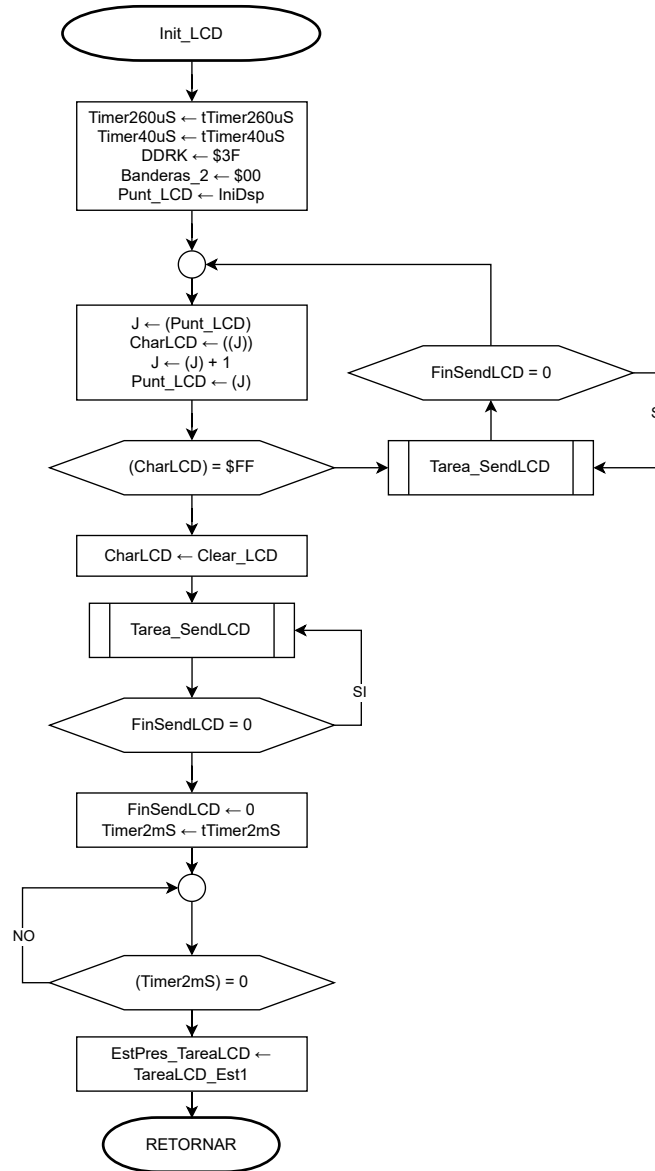 Init_LCD
Timer260uS ← tTimer260uS
Timer40uS ← tTimer40uS
DDRK ← $3F
Banderas_2 ← $00
Punt_LCD ← IniDsp
J ← (Punt_LCD)
CharLCD ← ((J))
J ← (J) + 1
Punt_LCD ← (J)
FinSendLCD = 0
(CharLCD) = $FF
Tarea_SendLCD
CharLCD ← Clear_LCD
Tarea_SendLCD
SI
FinSendLCD = 0
FinSendLCD ← 0
Timer2mS ← tTimer2mS
NO
(Timer2mS) = 0
EstPres_TareaLCD ←
TareaLCD_Est1
RETORNAR